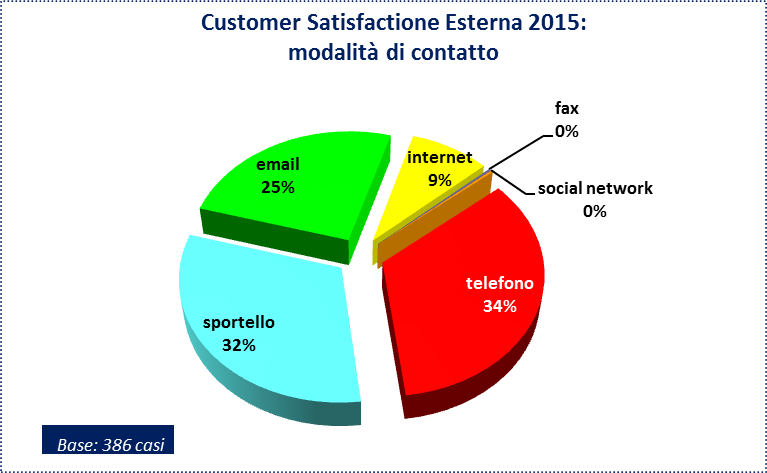 Customer Satisfactione Esterna 2015:
modalità di contatto
fax
0%
internet
9%
email
25%
social network
0%
telefono
34%
sportello
32%
Base: 386 casi